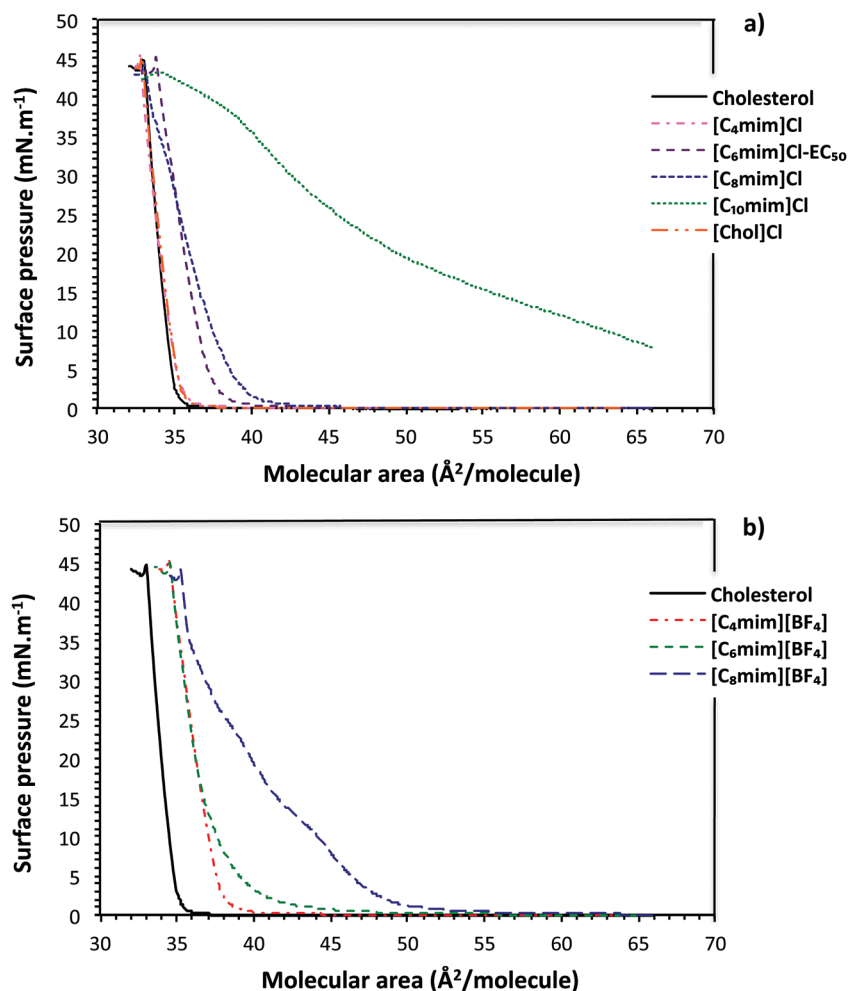 a)
Surface pressure (mN.m⁻¹)
50
45
40
35
30
25
20
15
10
5
0
30 35 40 45 50 55 60 65 70
Molecular area (Å²/molecule)
Cholesterol
[C₄mim]Cl
[C₆mim]Cl-EC₅₀
[C₈mim]Cl
[C₁₀mim]Cl
[Chol]Cl
b)
Surface pressure (mN.m⁻¹)
50
45
40
35
30
25
20
15
10
5
0
30 35 40 45 50 55 60 65 70
Molecular area (Å²/molecule)
Cholesterol
[C₄mim][BF₄]
[C₆mim][BF₄]
[C₈mim][BF₄]